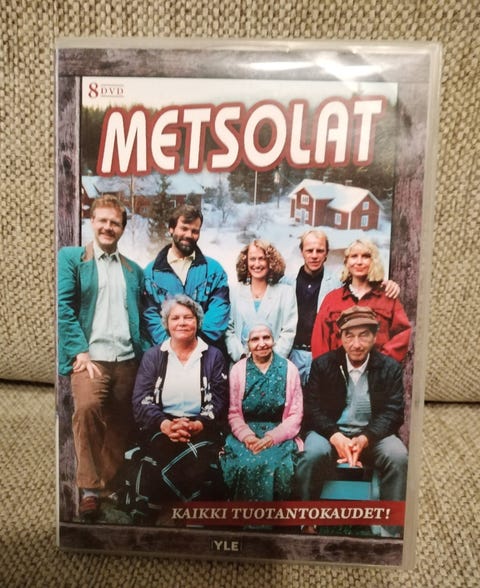 8 DVD
METSOLAT
KAIKKI TUOTANTOKAUDET!
YLE